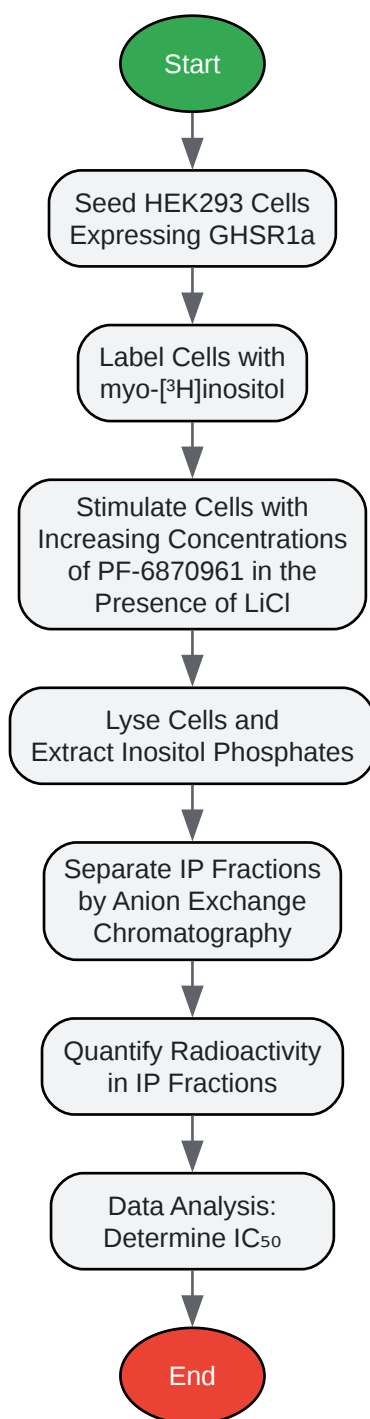 Start
Seed HEK293 Cells
Expressing GHSR1a
Label Cells with
myo-[³H]inositol
Stimulate Cells with
Increasing Concentrations
of PF-6870961 in the
Presence of LiCl
Lyse Cells and
Extract Inositol Phosphates
Separate IP Fractions
by Anion Exchange
Chromatography
Quantify Radioactivity
in IP Fractions
Data Analysis:
Determine IC₅₀
End